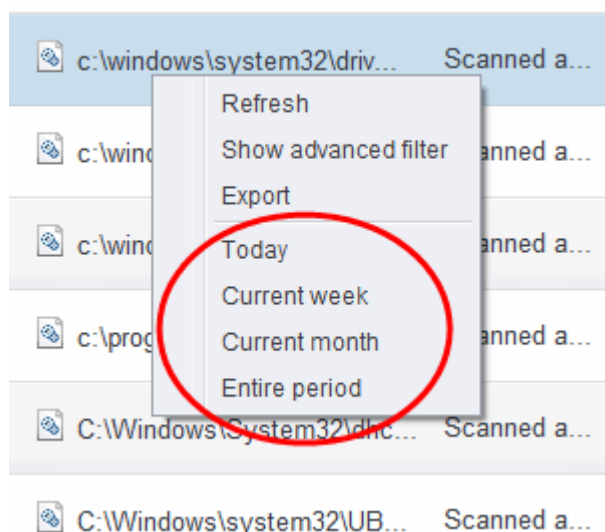 c:\windows\system32\driv... Scanned a...
Refresh
Show advanced filter
c:\wind anned a...
Export
c:\wind anned a...
Today
Current week
c:\prog anned a...
Current month
Entire period
C:\Windows\System32\dhc... Scanned a...
C:\Windows\system32\UB... Scanned a...